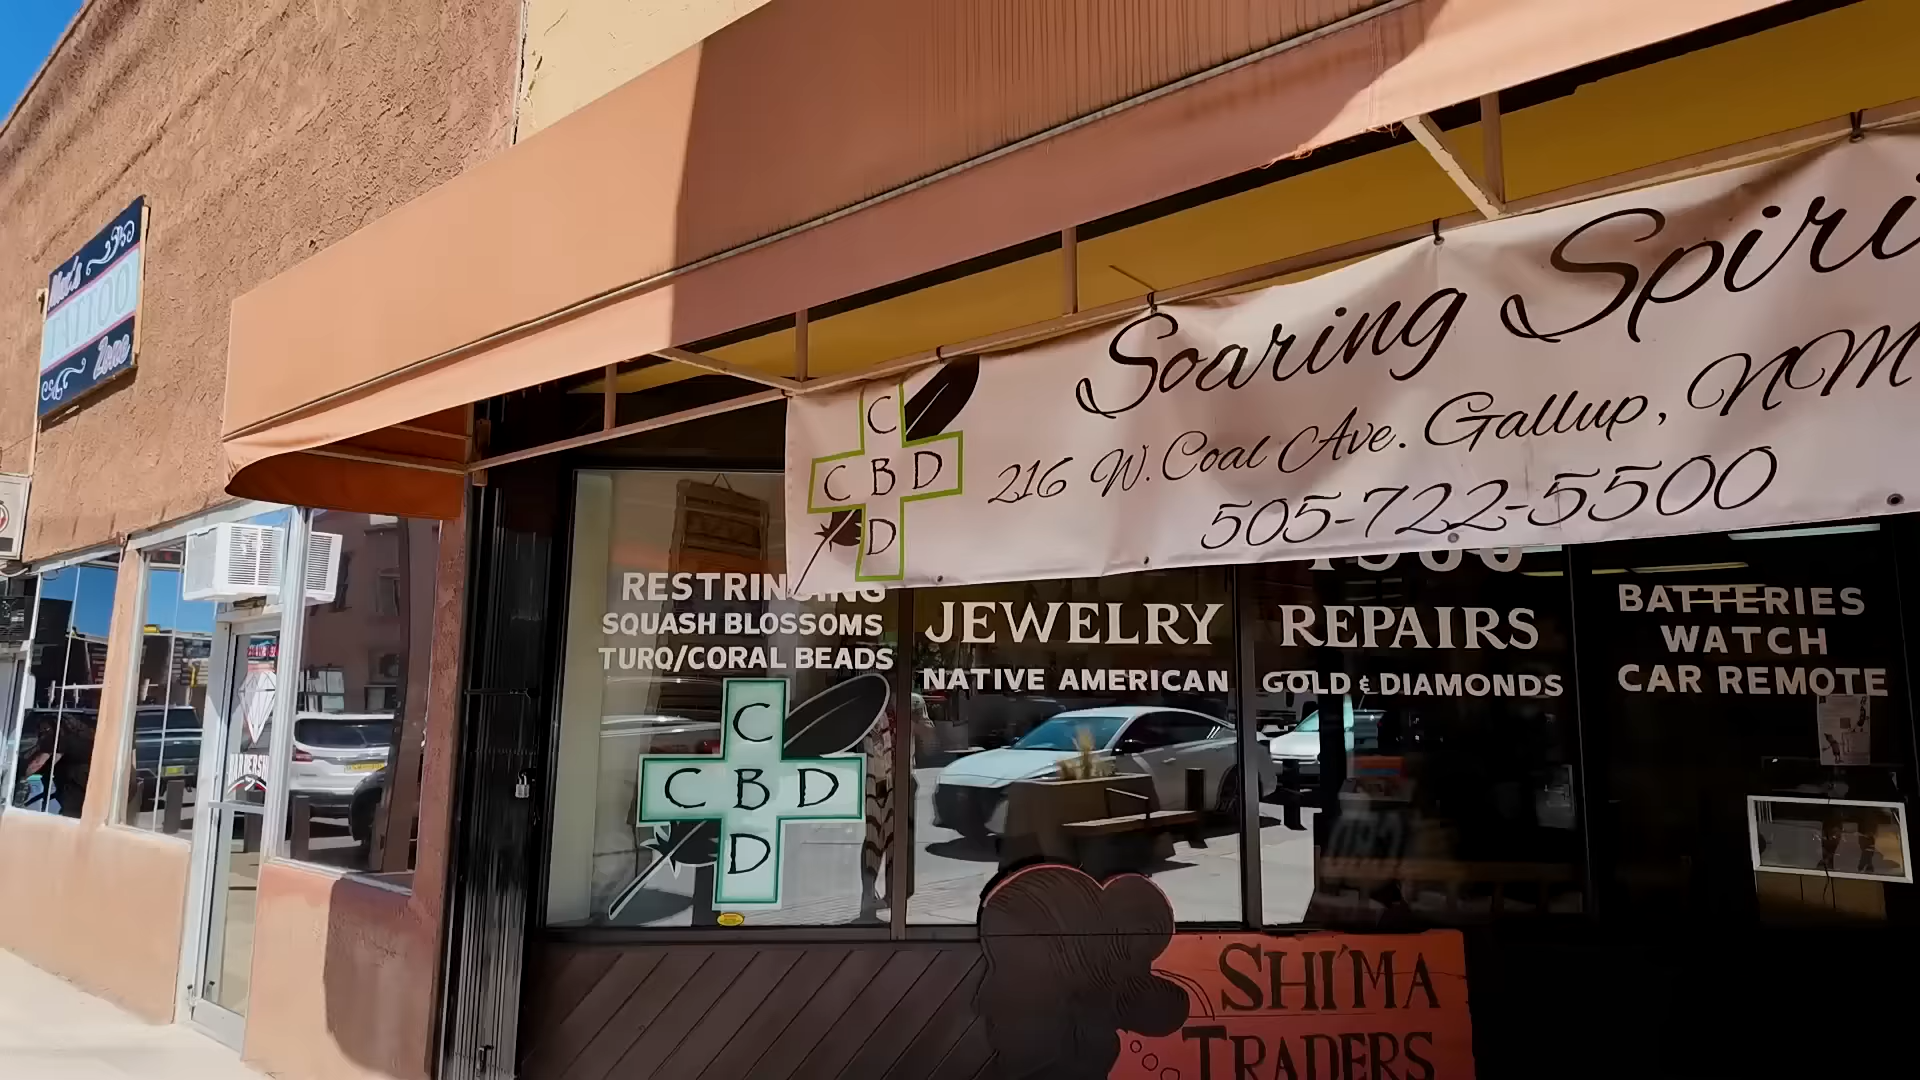 TATTOO
Zone
Soaring Spiri
216 W. Coal Ave. Gallup, NM
505-722-5500
C
CBD
D
RESTRINGING
SQUASH BLOSSOMS
TURQ/CORAL BEADS
JEWELRY
NATIVE AMERICAN
REPAIRS
GOLD & DIAMONDS
BATTERIES
WATCH
CAR REMOTE
C
CBD
D
SHI'MA
TRADERS